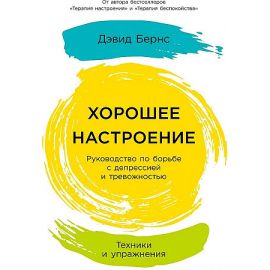 От автора бестселлеров
«Терапия настроения» и «Терапия беспокойства»
Дэвид Бернс
ХОРОШЕЕ
НАСТРОЕНИЕ
Руководство по борьбе
с депрессией
и тревожностью
Техники
и упражнения